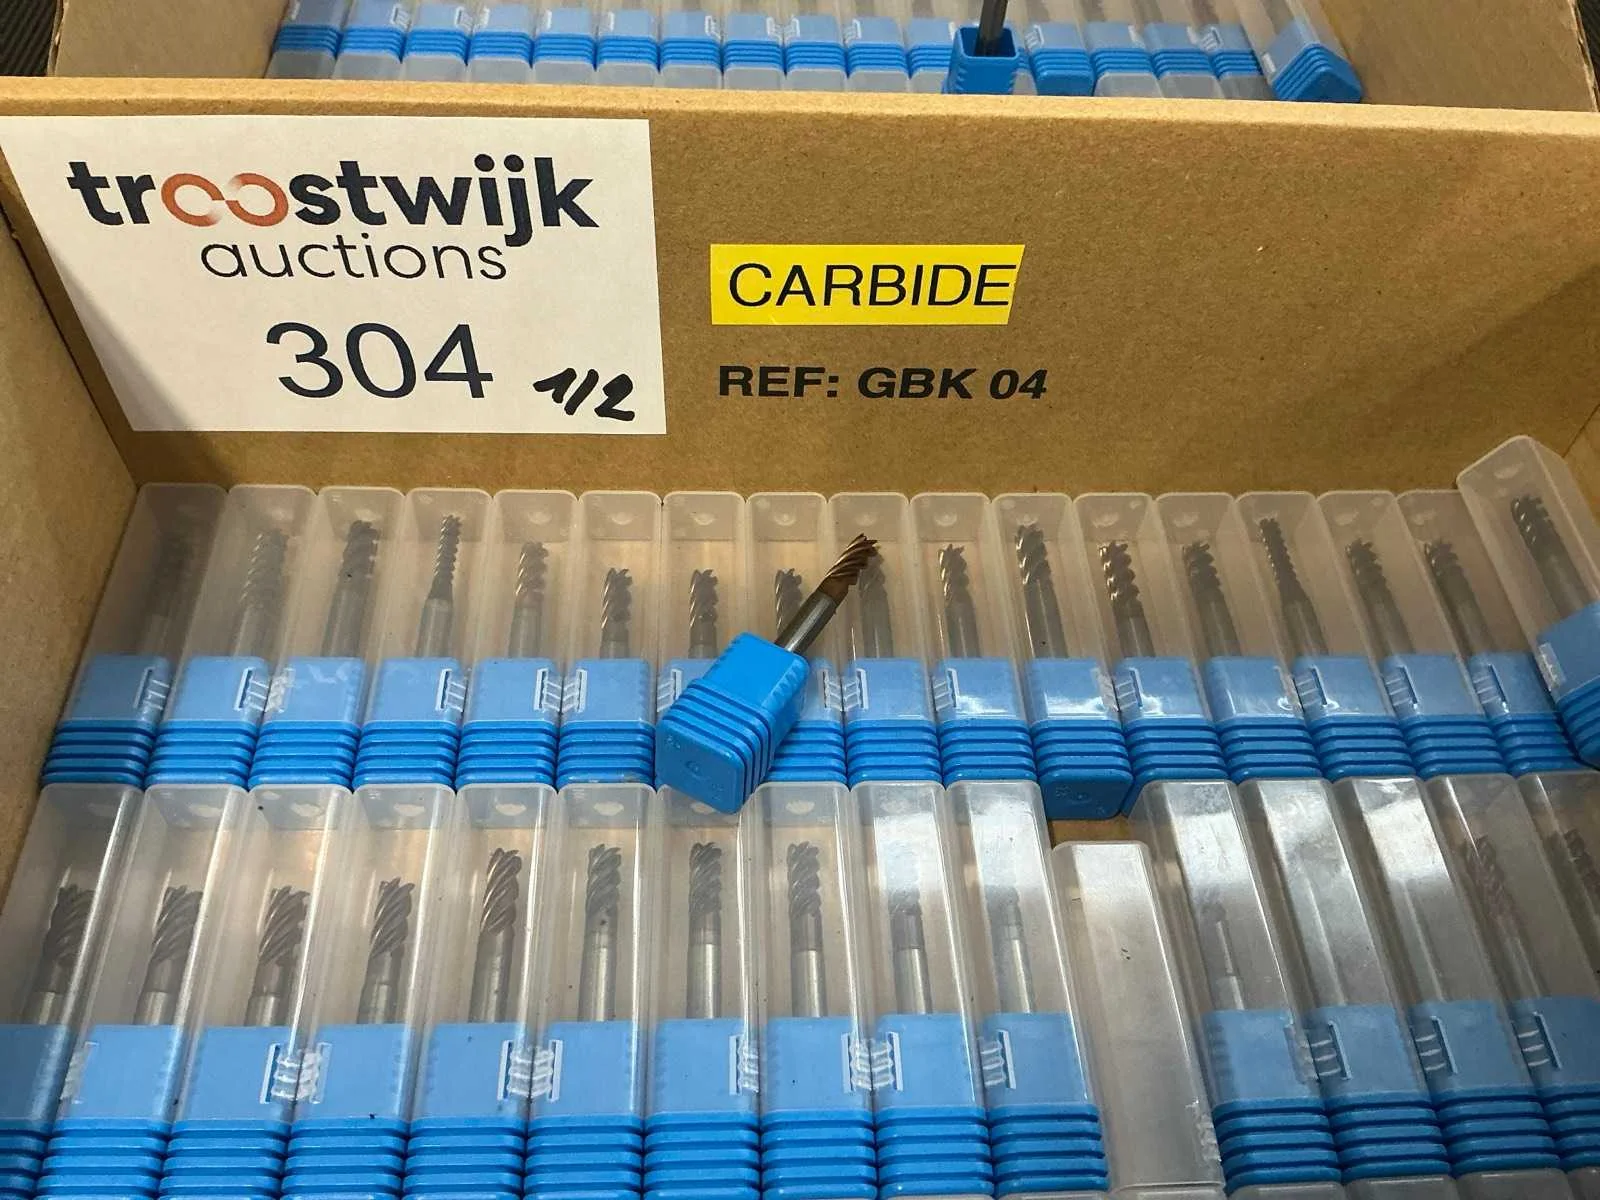 troostwijk
auctions
304 1/2
CARBIDE
REF: GBK 04